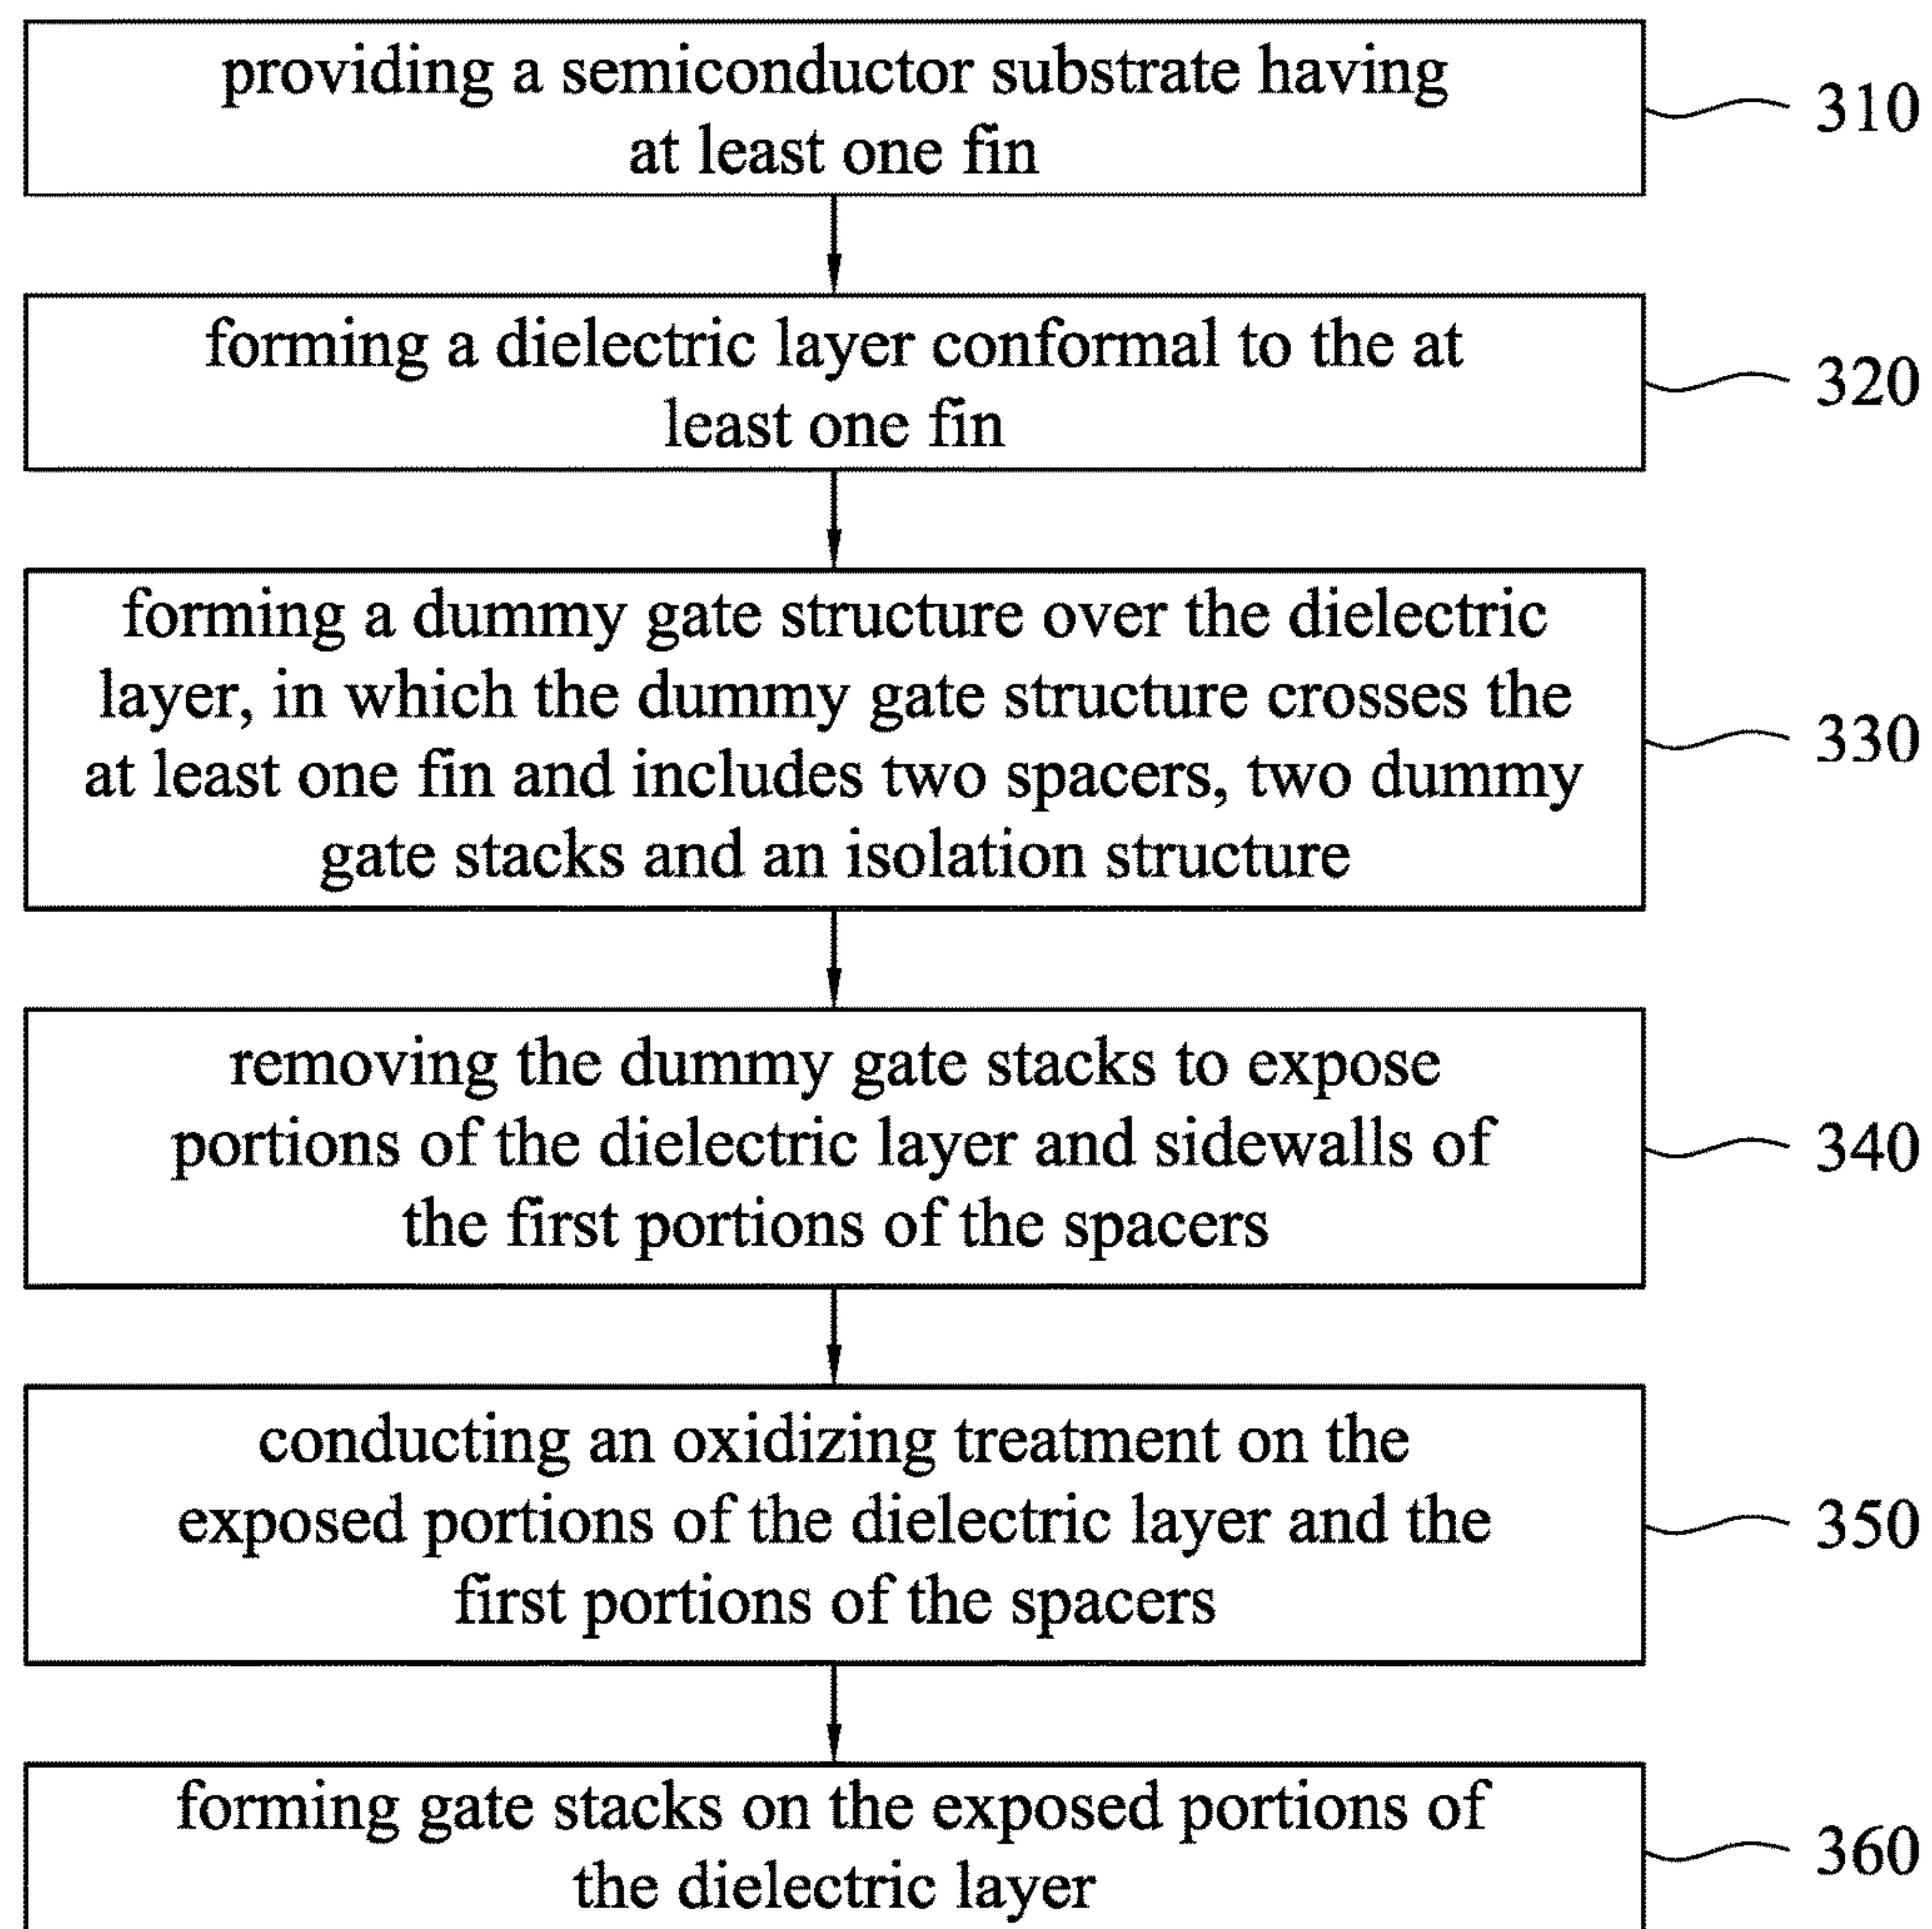 providing a semiconductor substrate having
at least one fin
310
forming a dielectric layer conformal to the at
least one fin
320
forming a dummy gate structure over the dielectric
layer, in which the dummy gate structure crosses the
at least one fin and includes two spacers, two dummy
gate stacks and an isolation structure
330
removing the dummy gate stacks to expose
portions of the dielectric layer and sidewalls of
the first portions of the spacers
340
conducting an oxidizing treatment on the
exposed portions of the dielectric layer and the
first portions of the spacers
350
forming gate stacks on the exposed portions of
the dielectric layer
360